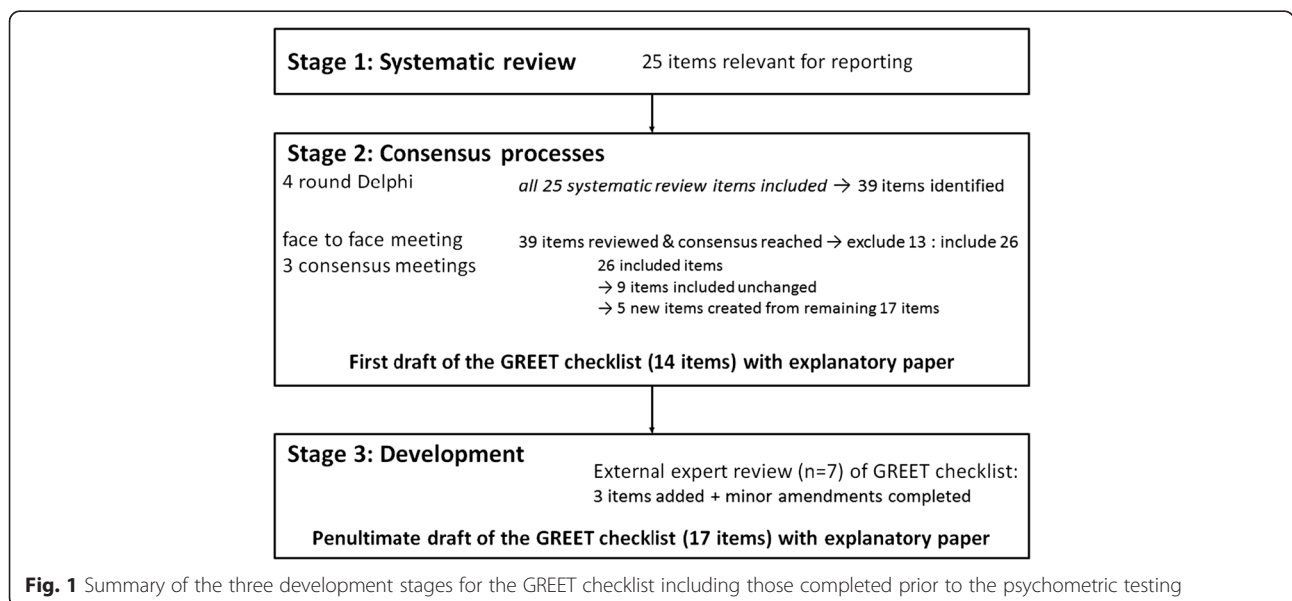 Stage 1: Systematic review 25 items relevant for reporting
Stage 2: Consensus processes
4 round Delphi all 25 systematic review items included → 39 items identified
face to face meeting 39 items reviewed & consensus reached → exclude 13 : include 26
3 consensus meetings 26 included items
→ 9 items included unchanged
→ 5 new items created from remaining 17 items
First draft of the GREET checklist (14 items) with explanatory paper
Stage 3: Development
External expert review (n=7) of GREET checklist:
3 items added + minor amendments completed
Penultimate draft of the GREET checklist (17 items) with explanatory paper
Fig. 1 Summary of the three development stages for the GREET checklist including those completed prior to the psychometric testing